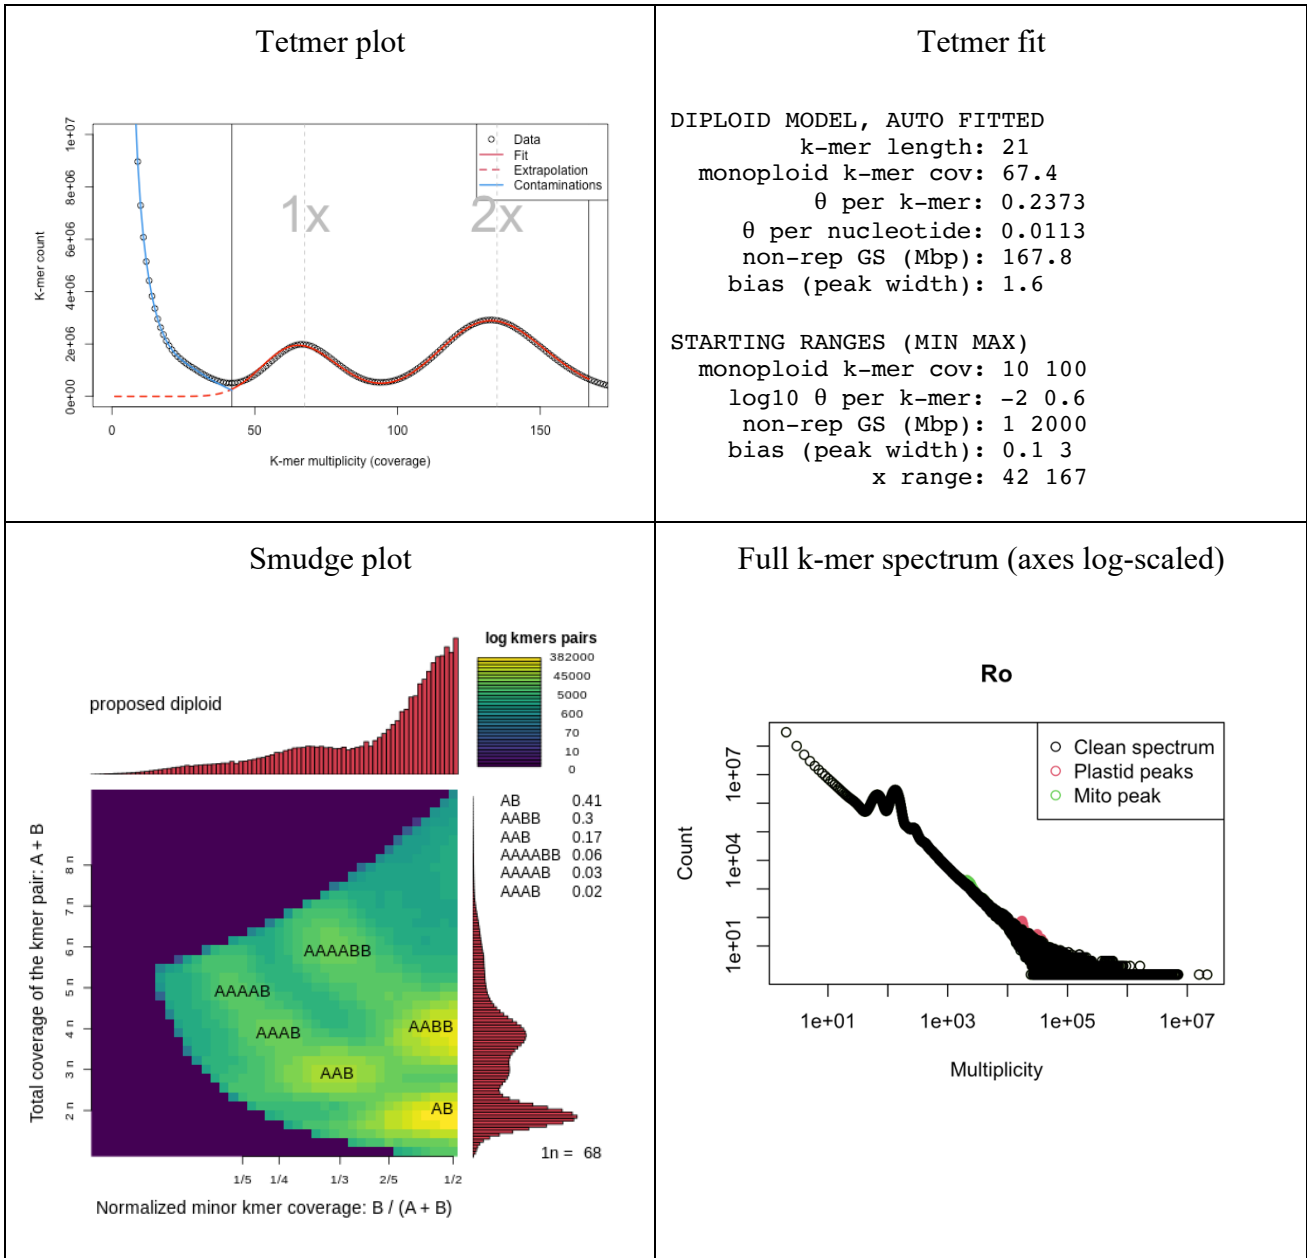 Tetmer plot
1e+07
8e+06
6e+06
4e+06
2e+06
0e+00
K-mer count
Data
Fit
Extrapolation
Contaminations
1x
2x
0 50 100 150
K-mer multiplicity (coverage)
Tetmer fit
DIPLOID MODEL, AUTO FITTED
k-mer length: 21
monoploid k-mer cov: 67.4
θ per k-mer: 0.2373
θ per nucleotide: 0.0113
non-rep GS (Mbp): 167.8
bias (peak width): 1.6
STARTING RANGES (MIN MAX)
monoploid k-mer cov: 10 100
log10 θ per k-mer: -2 0.6
non-rep GS (Mbp): 1 2000
bias (peak width): 0.1 3
x range: 42 167
Smudge plot
proposed diploid
log kmers pairs
382000
45000
5000
600
70
10
0
AB 0.41
AABB 0.3
AAB 0.17
AAAABB 0.06
AAAAB 0.03
AAAB 0.02
Total coverage of the kmer pair: A + B
8 n
7 n
6 n
5 n
4 n
3 n
2 n
AAAABB
AAAAB
AABB
AAAB
AAB
AB
1n = 68
1/5 1/4 1/3 2/5 1/2
Normalized minor kmer coverage: B / (A + B)
Full k-mer spectrum (axes log-scaled)
Ro
Clean spectrum
Plastid peaks
Mito peak
Count
1e+07
1e+04
1e+01
1e+01 1e+03 1e+05 1e+07
Multiplicity